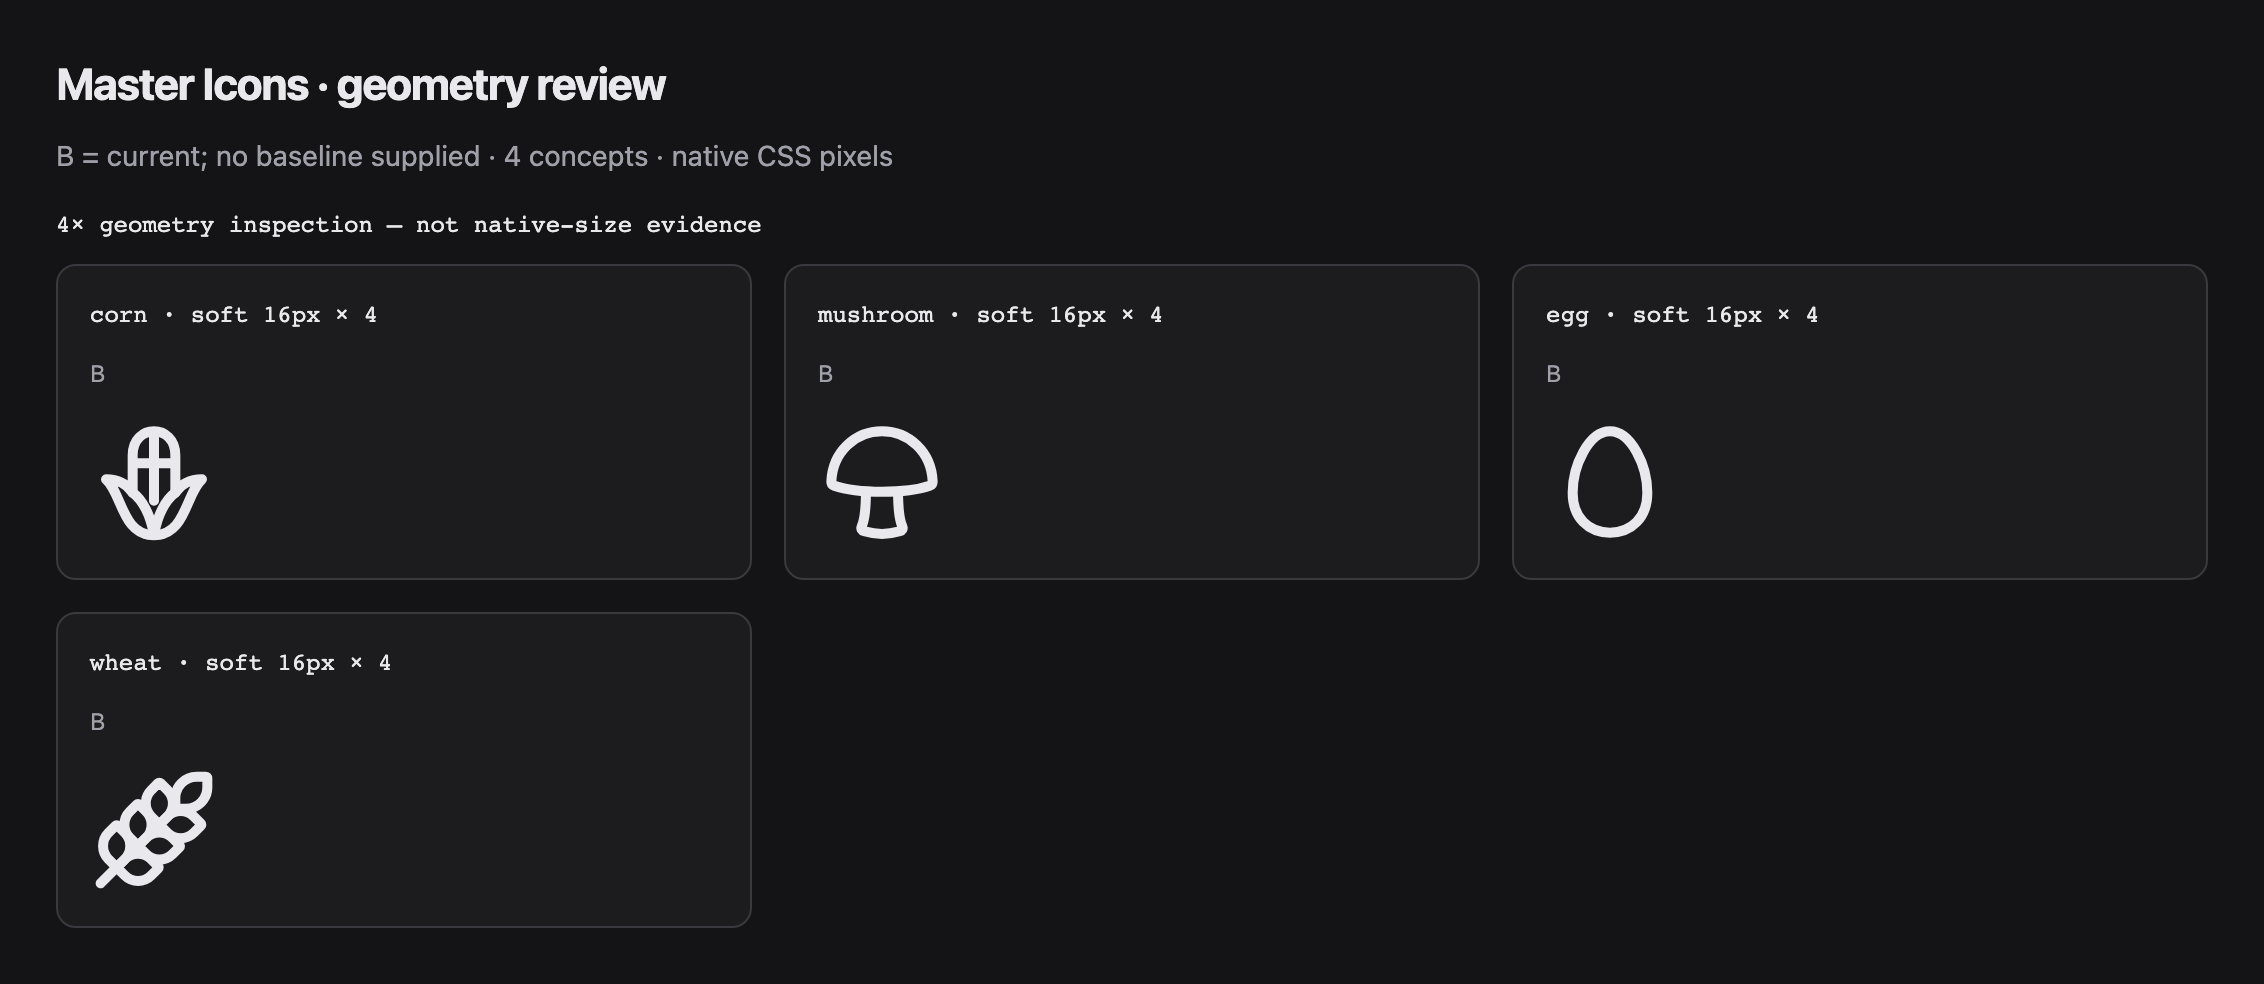 Master Icons · geometry review
B = current; no baseline supplied · 4 concepts · native CSS pixels
4× geometry inspection — not native-size evidence
corn · soft 16px × 4
B
mushroom · soft 16px × 4
B
egg · soft 16px × 4
B
wheat · soft 16px × 4
B